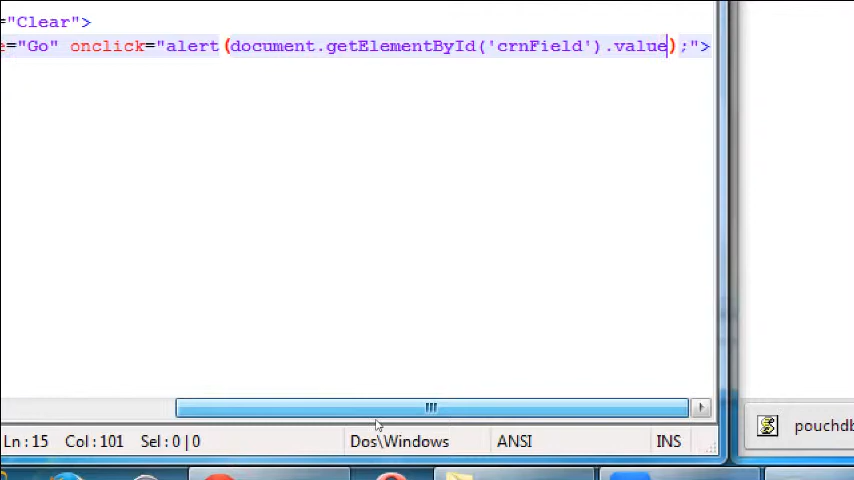 ="Clear">
e="Go" onclick="alert(document.getElementById('crnField').value);">
Ln:15 Col:101 Sel:0|0 Dos\Windows ANSI INS
pouchdb